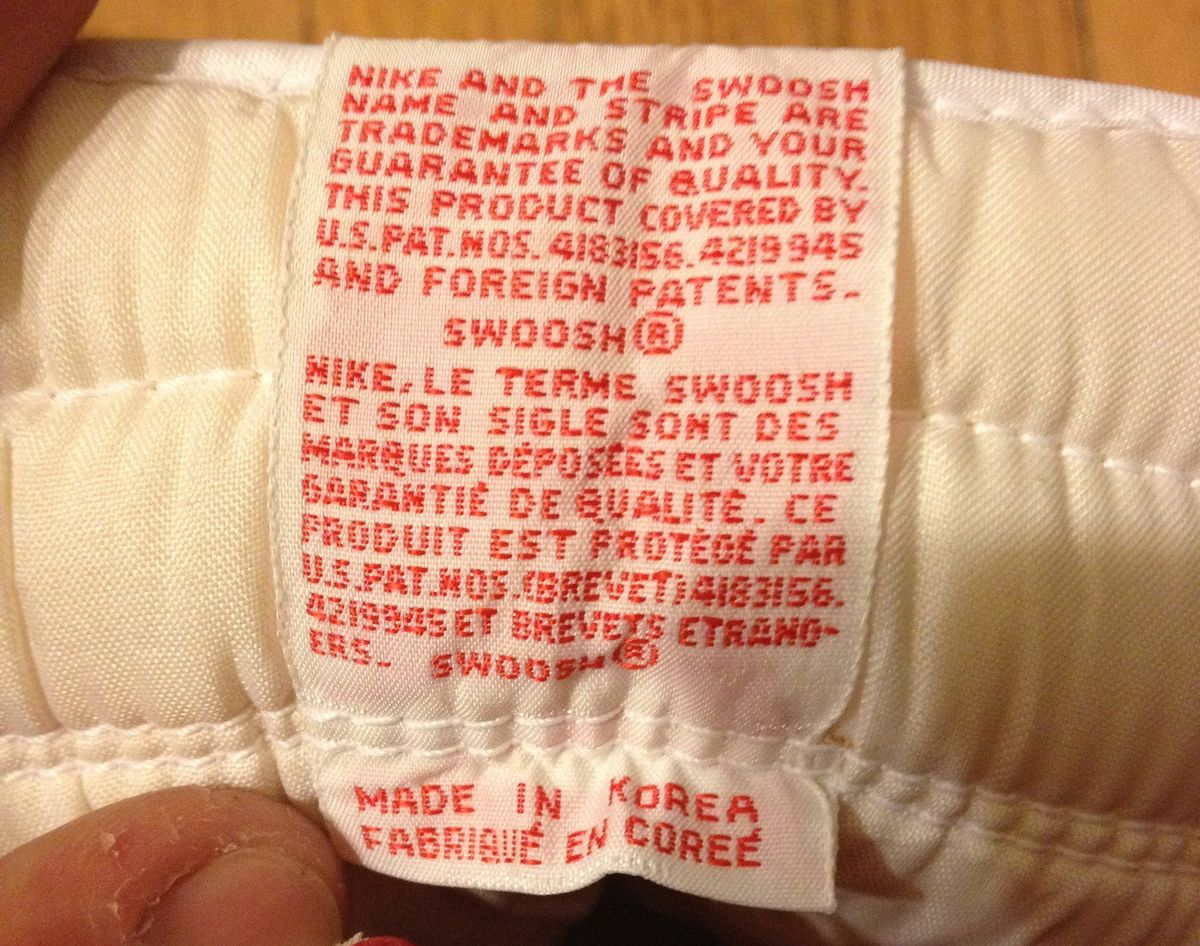 NIKE AND THE SWOOSH
NAME AND STRIPE ARE
TRADEMARKS AND YOUR
GUARANTEE OF QUALITY.
THIS PRODUCT COVERED BY
U.S.PAT.NOS. 4183156.4219945
AND FOREIGN PATENTS.
SWOOSH®
NIKE, LE TERME SWOOSH
ET SON SIGLE SONT DES
MARQUES DÉPOSÉES ET VOTRE
GARANTIÉ DE QUALITÉ. CE
PRODUIT EST PROTÉGÉ PAR
U.S.PAT.NOS.(BREVET)4183156.
4219945 ET BREVETS ETRANG-
ERS. SWOOSH®
MADE IN KOREA
FABRIQUÉ EN CORÉE